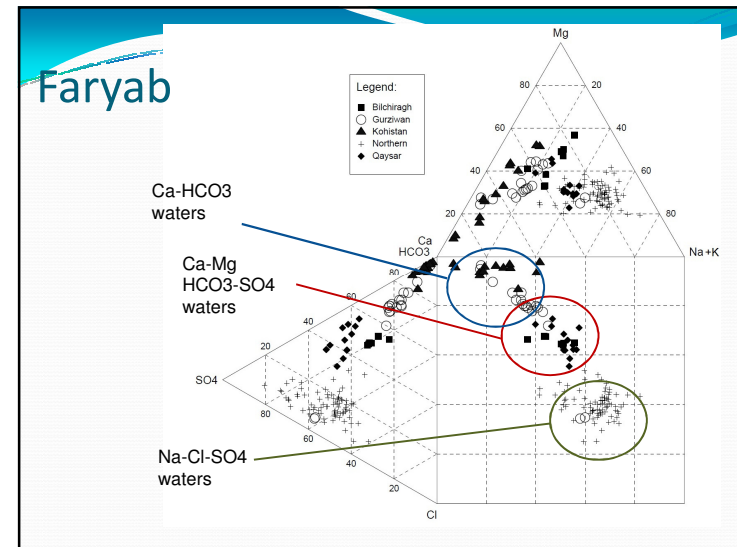 Faryab
Mg
Legend:
Bilchiragh
Gurziwan
Kohistan
Northern
Qaysar
80
20
60
40
40
60
20
80
Ca
HCO3
Na+K
Ca-HCO3
waters
Ca-Mg
HCO3-SO4
waters
80
60
40
20
SO4
80
60
40
20
Cl
Na-Cl-SO4
waters